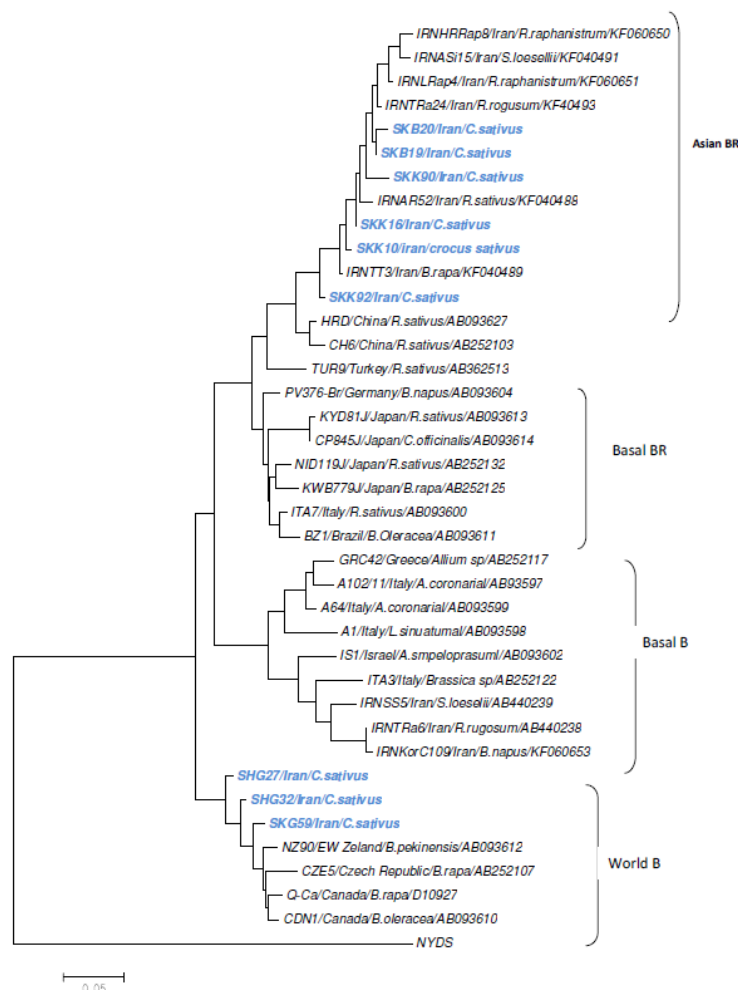 IRNHRRap8/Iran/R.raphanistrum/KF060650
IRNASi15/Iran/S.loesellii/KF040491
IRNLRap4/Iran/R.raphanistrum/KF060651
IRNTRa24/Iran/R.rogusum/KF40493
SKB20/Iran/C.sativus
SKB19/Iran/C.sativus
SKK90/Iran/C.sativus
IRNAR52/Iran/R.sativus/KF040488
SKK16/Iran/C.sativus
SKK10/iran/crocus sativus
IRNTT3/Iran/B.rapa/KF040489
SKK92/Iran/C.sativus
HRD/China/R.sativus/AB093627
CH6/China/R.sativus/AB252103
Asian BR
TUR9/Turkey/R.sativus/AB362513
PV376-Br/Germany/B.napus/AB093604
KYD81J/Japan/R.sativus/AB093613
CP845J/Japan/C.officinalis/AB093614
NID119J/Japan/R.sativus/AB252132
KWB779J/Japan/B.rapa/AB252125
ITA7/Italy/R.sativus/AB093600
BZ1/Brazil/B.Oleracea/AB093611
Basal BR
GRC42/Greece/Allium sp/AB252117
A102/11/Italy/A.coronarial/AB93597
A64/Italy/A.coronarial/AB093599
A1/Italy/L.sinuatumal/AB093598
IS1/Israel/A.smpeloprasuml/AB093602
ITA3/Italy/Brassica sp/AB252122
IRNSS5/Iran/S.loeselii/AB440239
IRNTRa6/Iran/R.rugosum/AB440238
IRNKorC109/Iran/B.napus/KF060653
Basal B
SHG27/Iran/C.sativus
SHG32/Iran/C.sativus
SKG59/Iran/C.sativus
NZ90/EW Zeland/B.pekinensis/AB093612
CZE5/Czech Republic/B.rapa/AB252107
Q-Ca/Canada/B.rapa/D10927
CDN1/Canada/B.oleracea/AB093610
World B
NYDS
0.05